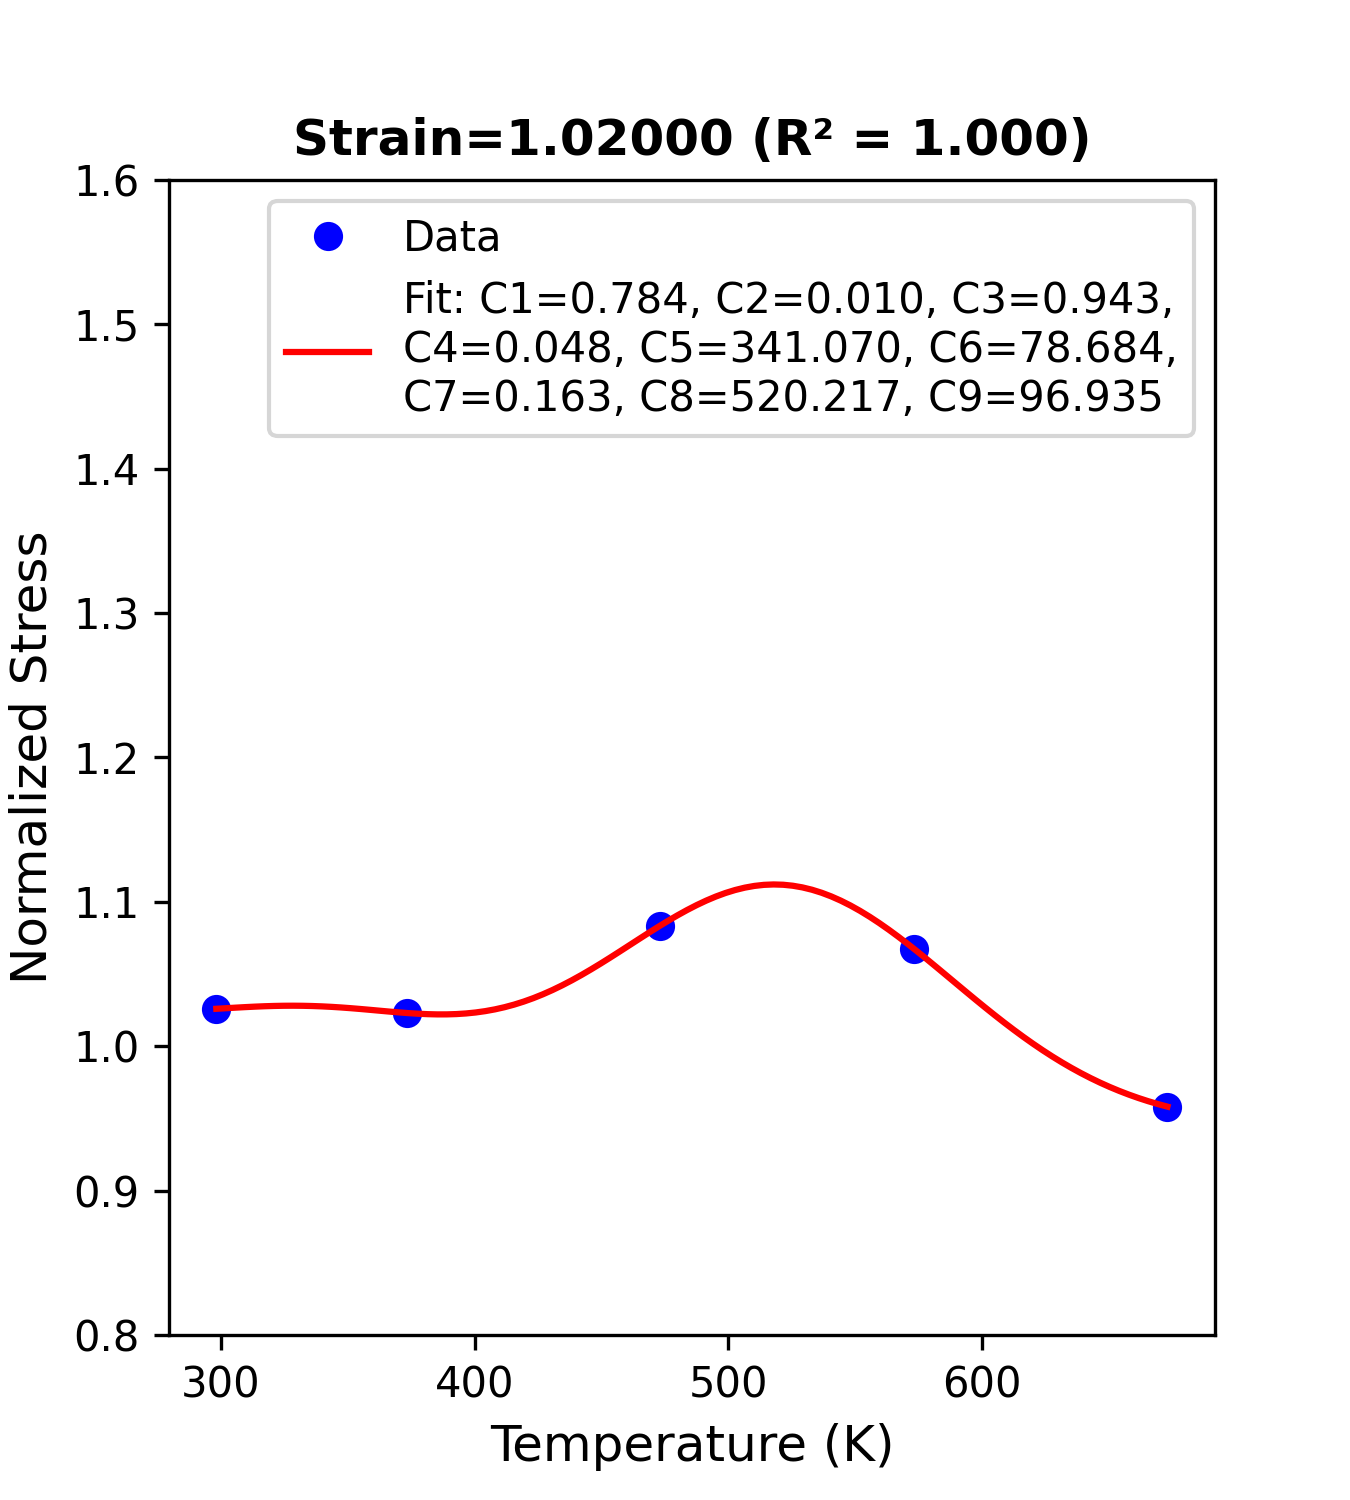 Strain=1.02000 (R² = 1.000)
1.6
1.5
1.4
1.3
1.2
1.1
1.0
0.9
0.8
Normalized Stress
Data
Fit: C1=0.784, C2=0.010, C3=0.943,
C4=0.048, C5=341.070, C6=78.684,
C7=0.163, C8=520.217, C9=96.935
300 400 500 600
Temperature (K)